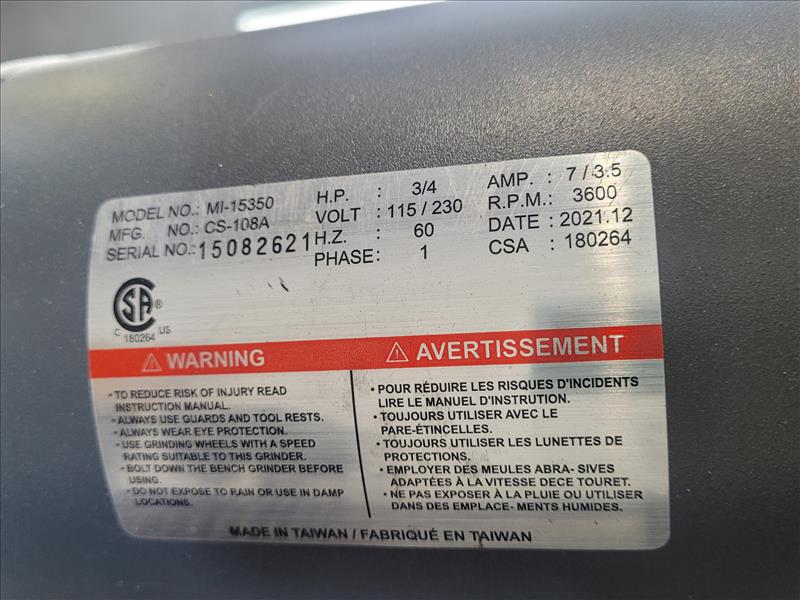 MODEL NO.: MI-15350
MFG. NO.: CS-108A
SERIAL NO.: 15082621
H.P. : 3/4
VOLT : 115 / 230
H.Z. : 60
PHASE : 1
AMP. : 7 / 3.5
R.P.M. : 3600
DATE : 2021.12
CSA : 180264
CSA ®
C US
180264
WARNING
• TO REDUCE RISK OF INJURY READ
INSTRUCTION MANUAL.
• ALWAYS USE GUARDS AND TOOL RESTS.
• ALWAYS WEAR EYE PROTECTION.
• USE GRINDING WHEELS WITH A SPEED
RATING SUITABLE TO THIS GRINDER.
• BOLT DOWN THE BENCH GRINDER BEFORE
USING.
• DO NOT EXPOSE TO RAIN OR USE IN DAMP
LOCATIONS.
AVERTISSEMENT
• POUR RÉDUIRE LES RISQUES D'INCIDENTS
LIRE LE MANUEL D'INSTRUTION.
• TOUJOURS UTILISER AVEC LE
PARE-ÉTINCELLES.
• TOUJOURS UTILISER LES LUNETTES DE
PROTECTIONS.
• EMPLOYER DES MEULES ABRA- SIVES
ADAPTÉES À LA VITESSE DECE TOURET.
• NE PAS EXPOSER À LA PLUIE OU UTILISER
DANS DES EMPLACE- MENTS HUMIDES.
MADE IN TAIWAN / FABRIQUÉ EN TAIWAN